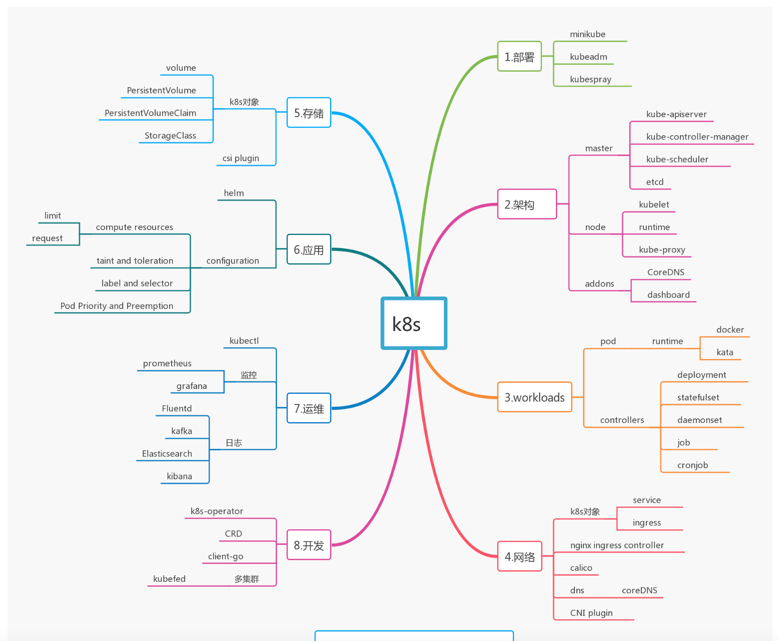 k8s
1.部署
minikube
kubeadm
kubespray
2.架构
master
kube-apiserver
kube-controller-manager
kube-scheduler
etcd
node
kubelet
runtime
kube-proxy
addons
CoreDNS
dashboard
3.workloads
pod
runtime
docker
kata
controllers
deployment
statefulset
daemonset
job
cronjob
4.网络
k8s对象
service
ingress
nginx ingress controller
calico
dns
coreDNS
CNI plugin
5.存储
k8s对象
volume
PersistentVolume
PersistentVolumeClaim
StorageClass
csi plugin
6.应用
helm
configuration
compute resources
limit
request
taint and toleration
label and selector
Pod Priority and Preemption
7.运维
kubectl
监控
prometheus
grafana
日志
Fluentd
kafka
Elasticsearch
kibana
8.开发
k8s-operator
CRD
client-go
多集群
kubefed